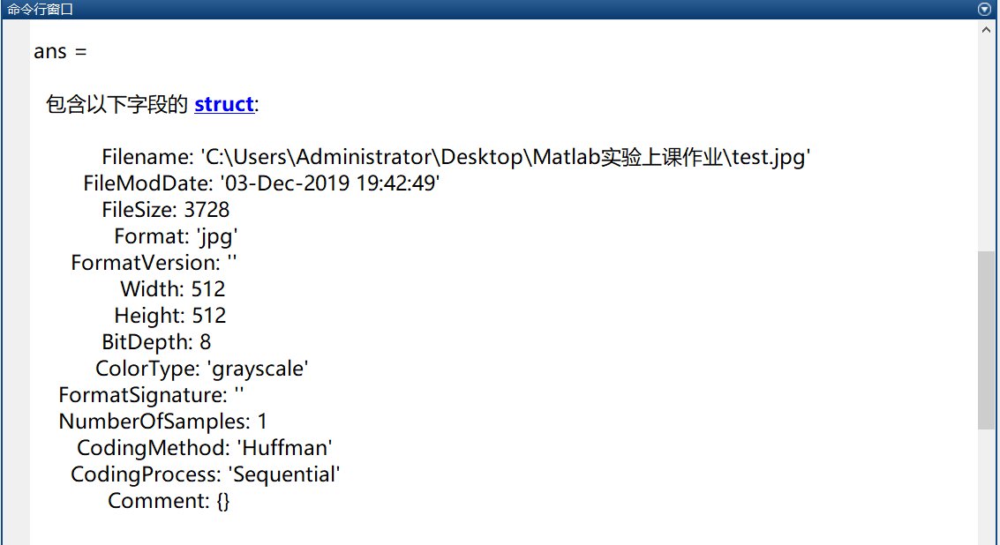 命令行窗口
ans =
包含以下字段的 struct:
Filename: 'C:\Users\Administrator\Desktop\Matlab实验上课作业\test.jpg'
FileModDate: '03-Dec-2019 19:42:49'
FileSize: 3728
Format: 'jpg'
FormatVersion: ''
Width: 512
Height: 512
BitDepth: 8
ColorType: 'grayscale'
FormatSignature: ''
NumberOfSamples: 1
CodingMethod: 'Huffman'
CodingProcess: 'Sequential'
Comment: {}